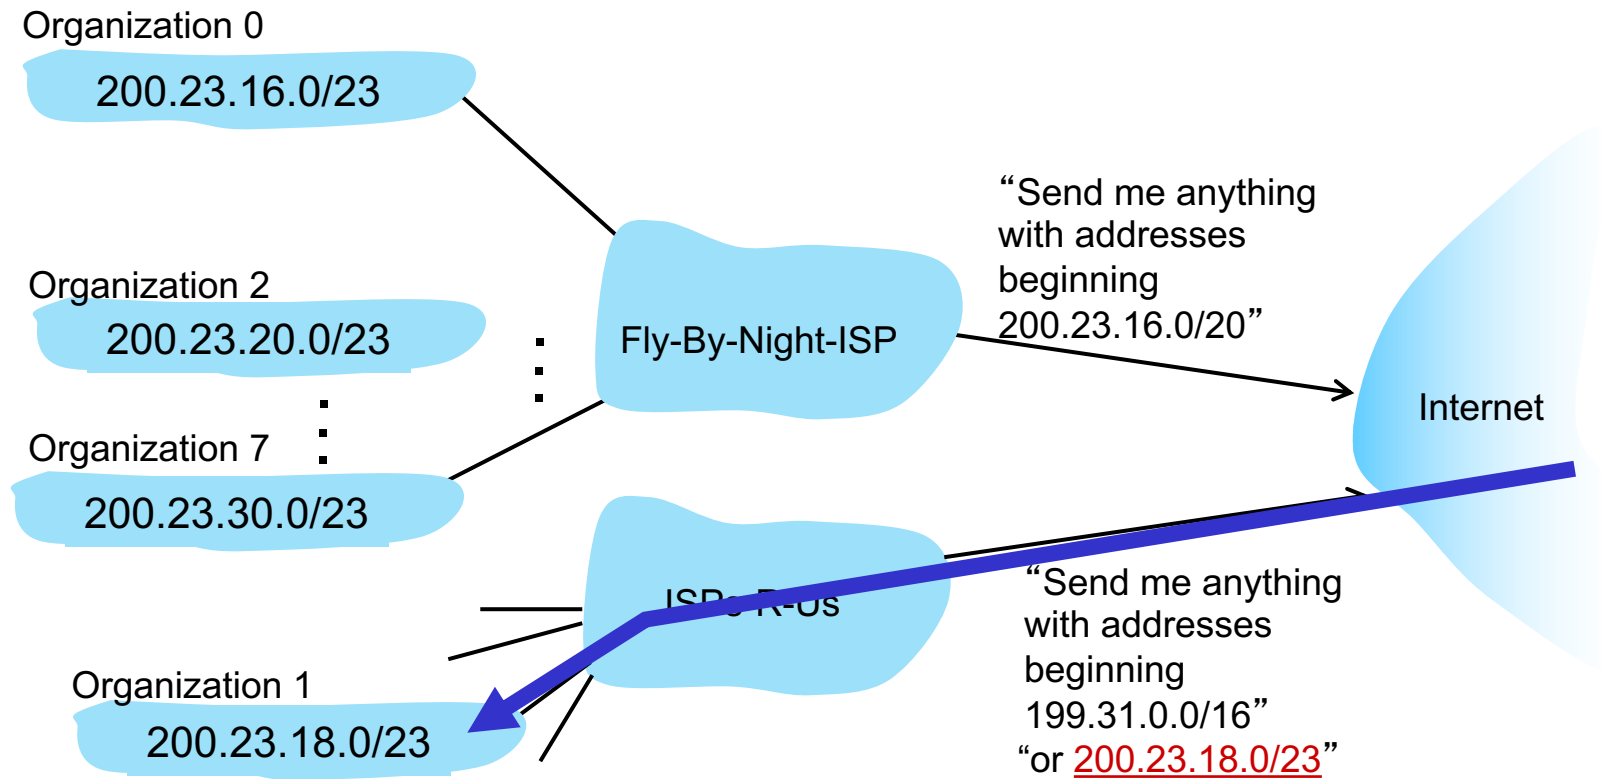 Organization 0
200.23.16.0/23
“Send me anything
with addresses
beginning
200.23.16.0/20”
Organization 2
200.23.20.0/23
Fly-By-Night-ISP
Internet
Organization 7
200.23.30.0/23
ISPs-R-Us
“Send me anything
with addresses
beginning
199.31.0.0/16”
“or 200.23.18.0/23”
Organization 1
200.23.18.0/23